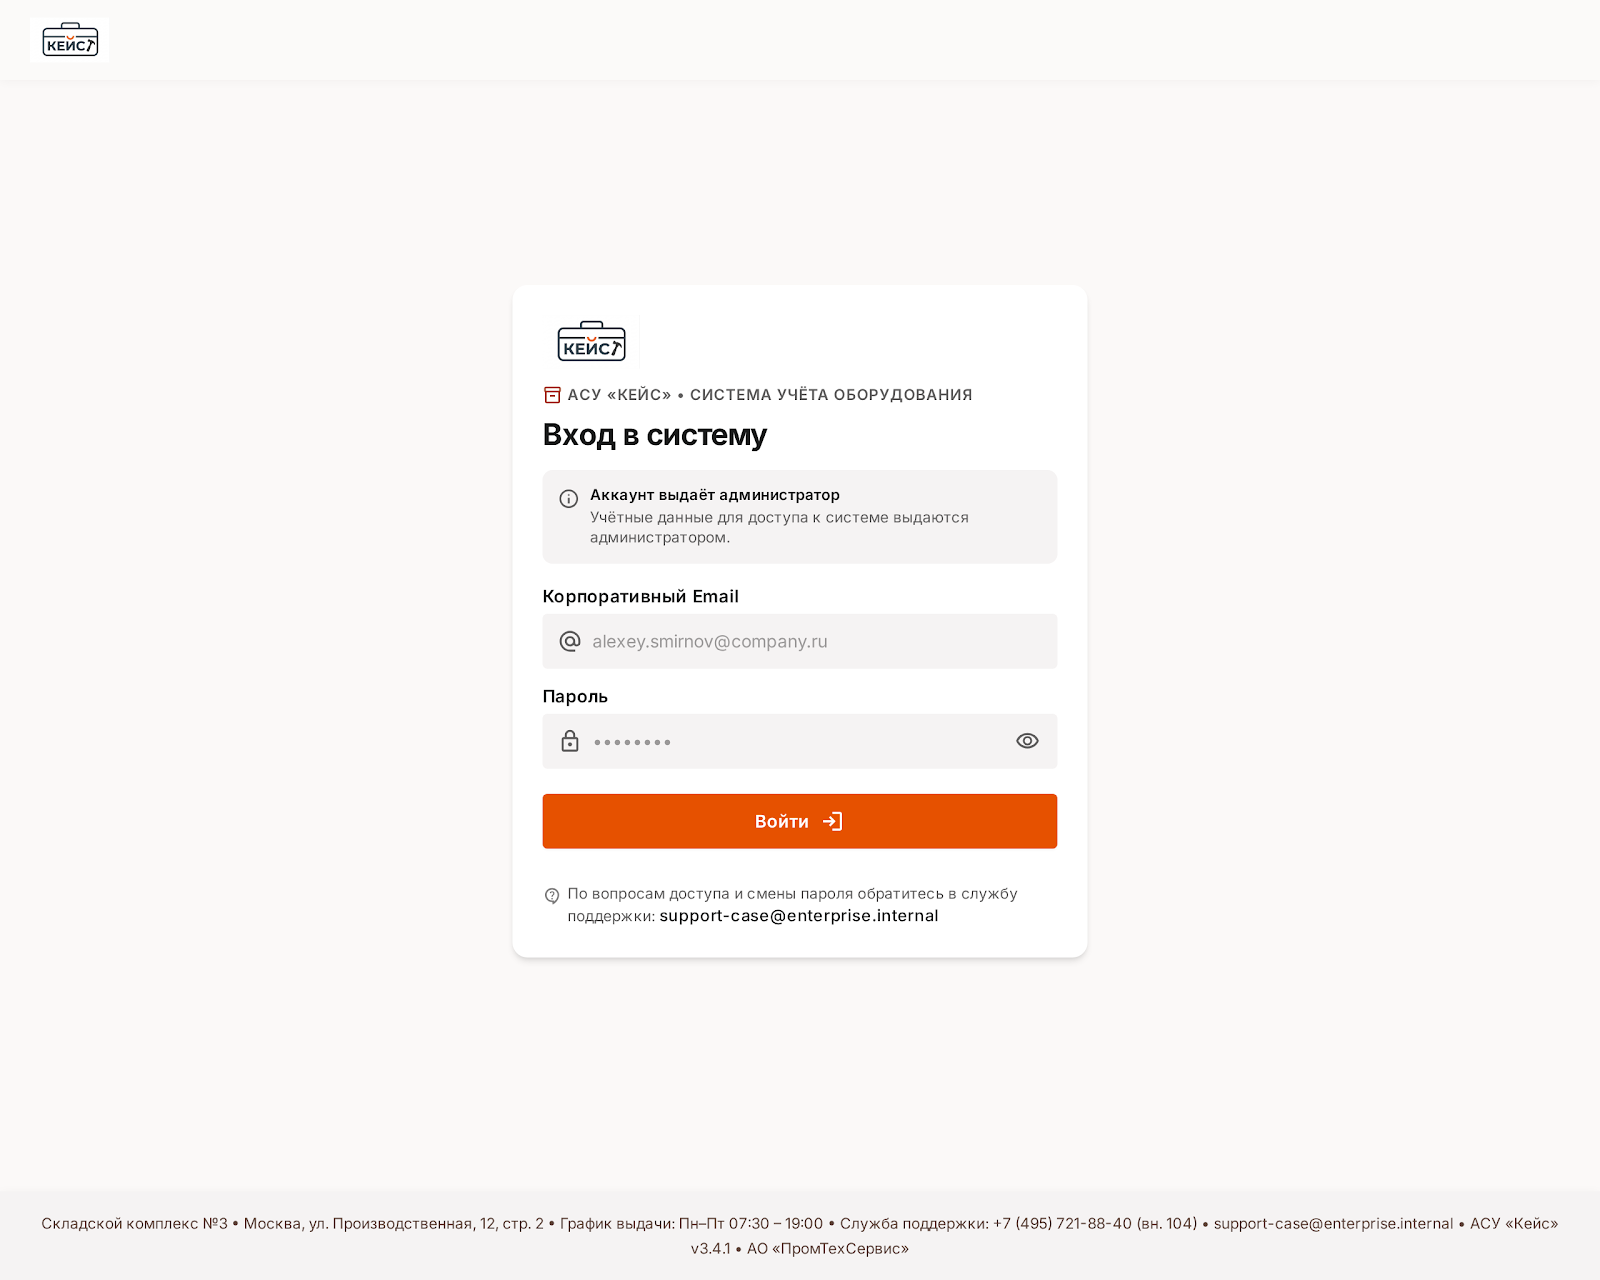 КЕЙС
КЕЙС
АСУ «КЕЙС» • СИСТЕМА УЧЁТА ОБОРУДОВАНИЯ
Вход в систему
Аккаунт выдаёт администратор
Учётные данные для доступа к системе выдаются
администратором.
Корпоративный Email
alexey.smirnov@company.ru
Пароль
••••••••
Войти
По вопросам доступа и смены пароля обратитесь в службу
поддержки: support-case@enterprise.internal
Складской комплекс №3 • Москва, ул. Производственная, 12, стр. 2 • График выдачи: Пн–Пт 07:30 – 19:00 • Служба поддержки: +7 (495) 721-88-40 (вн. 104) • support-case@enterprise.internal • АСУ «Кейс»
v3.4.1 • АО «ПромТехСервис»